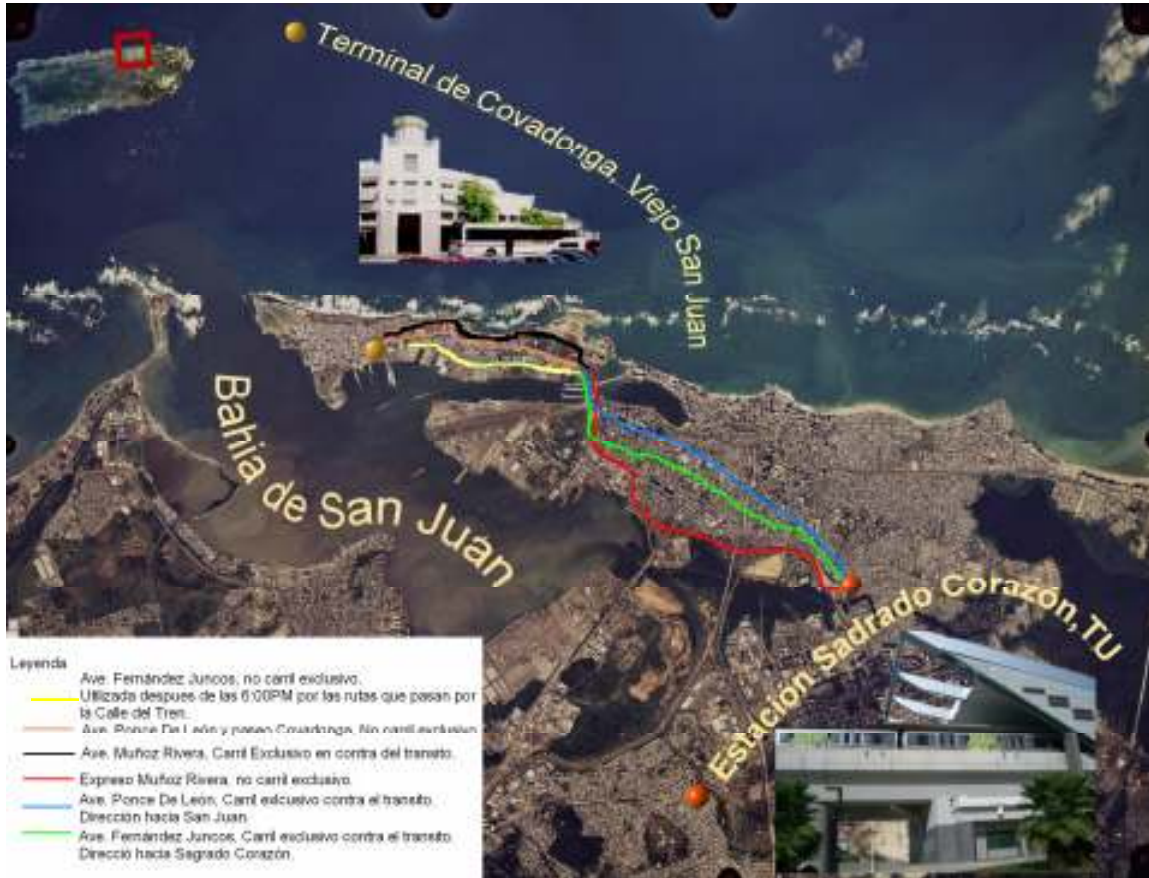 Terminal de Covadonga, Viejo San Juan
Bahía de San Juan
Estación Sadrado Corazón, TU
Leyenda
Ave. Fernández Juncos, no carril exclusivo.
Utilizada despues de las 6:00PM por las rutas que pasan por
la Calle del Tren.
Ave. Ponce De León y paseo Covadonga, No carril exclusivo
Ave. Muñoz Rivera, Carril Exclusivo en contra del transito.
Expreso Muñoz Rivera, no carril exclusivo.
Ave. Ponce De León, Carril exlcusivo contra el transito.
Dirección hacia San Juan.
Ave. Fernández Juncos, Carril exclusivo contra el transito.
Direcció hacia Sagrado Corazón.